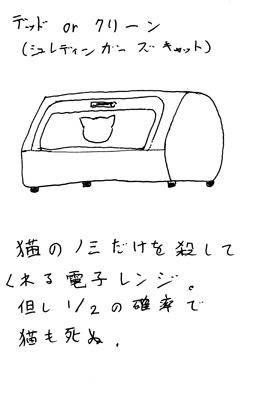 デッド or クリーン
(シュレディンガーズキャット)
猫のノミだけを殺して
くれる電子レンジ。
但し1/2の確率で
猫も死ぬ.